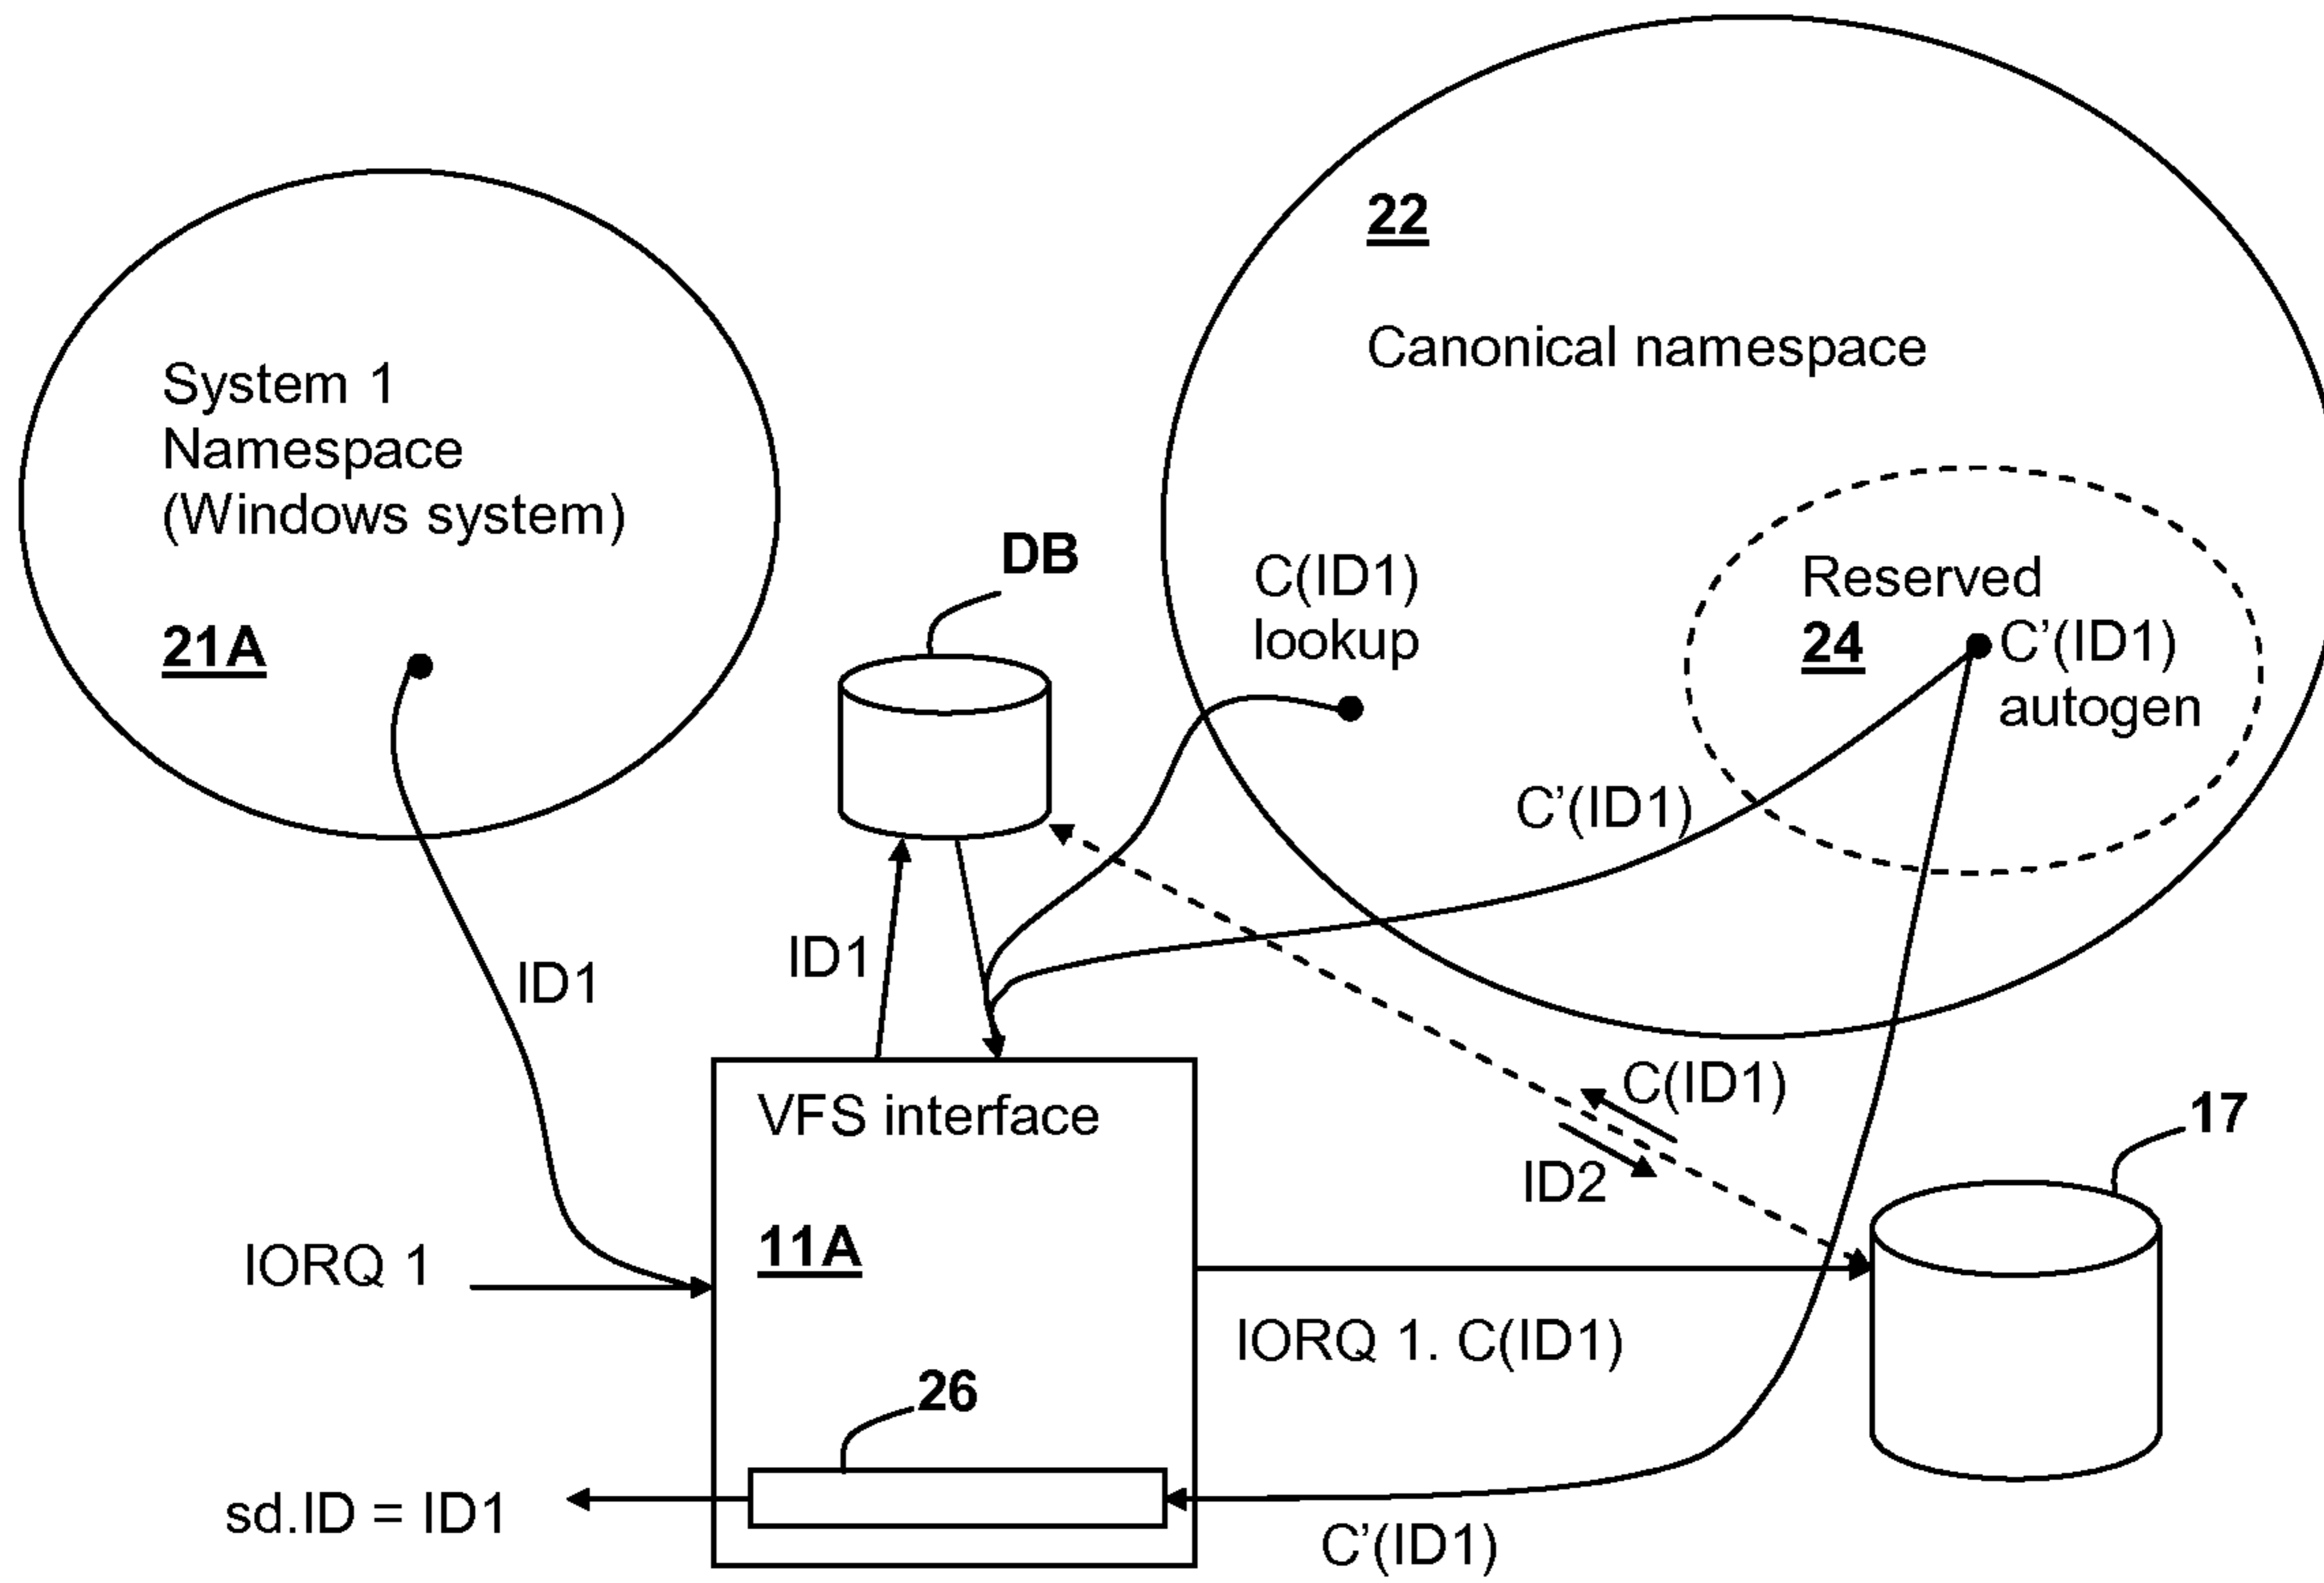 22
Canonical namespace
System 1
Namespace
(Windows system)
21A
DB
C(ID1)
lookup
Reserved
24
C’(ID1)
autogen
C’(ID1)
ID1
ID1
C(ID1)
ID2
17
VFS interface
11A
IORQ 1
IORQ 1. C(ID1)
26
sd.ID = ID1
C’(ID1)